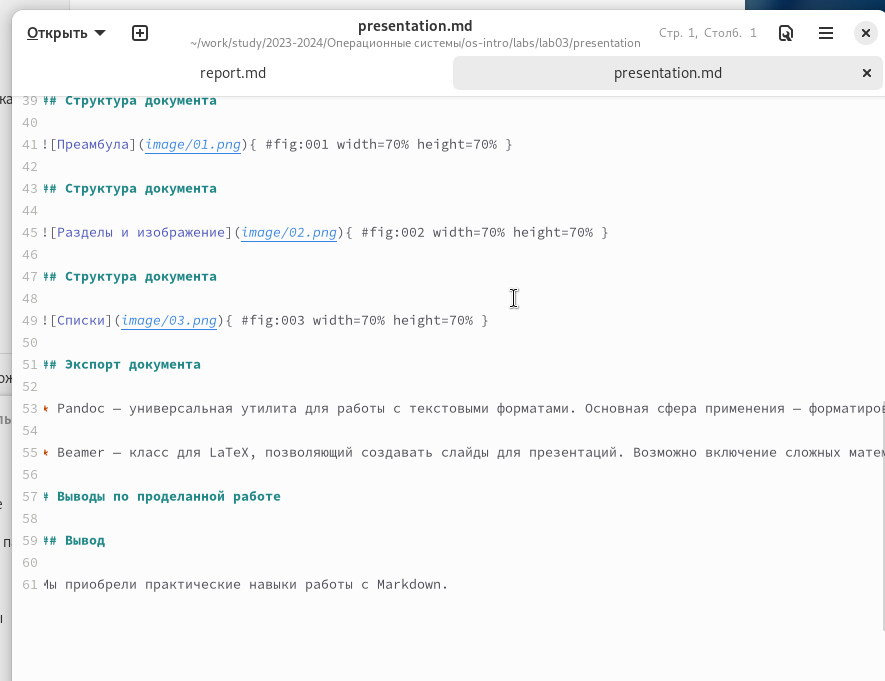 Открыть
presentation.md
~/work/study/2023-2024/Операционные системы/os-intro/labs/lab03/presentation
Стр. 1, Столб. 1
report.md
presentation.md
39 ## Структура документа
40
41 ![Преамбула](image/01.png){ #fig:001 width=70% height=70% }
42
43 ## Структура документа
44
45 ![Разделы и изображение](image/02.png){ #fig:002 width=70% height=70% }
46
47 ## Структура документа
48
49 ![Списки](image/03.png){ #fig:003 width=70% height=70% }
50
51 ## Экспорт документа
52
53 * Pandoc — универсальная утилита для работы с текстовыми форматами. Основная сфера применения —
54
55 * Beamer — класс для LaTeX, позволяющий создавать слайды для презентаций. Возможно включение сложных
56
57 # Выводы по проделанной работе
58
59 ## Вывод
60
61 Мы приобрели практические навыки работы с Markdown.